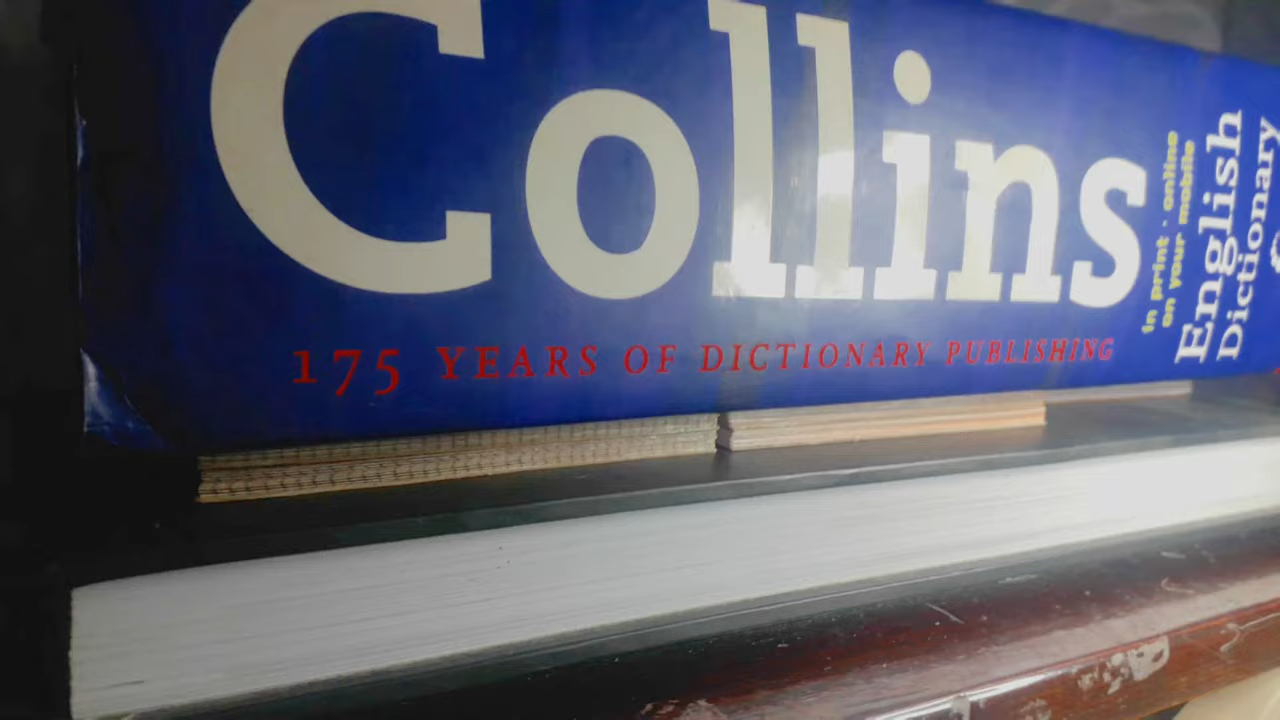 Collins
175 YEARS OF DICTIONARY PUBLISHING
in print · online
on your mobile
English
Dictionary